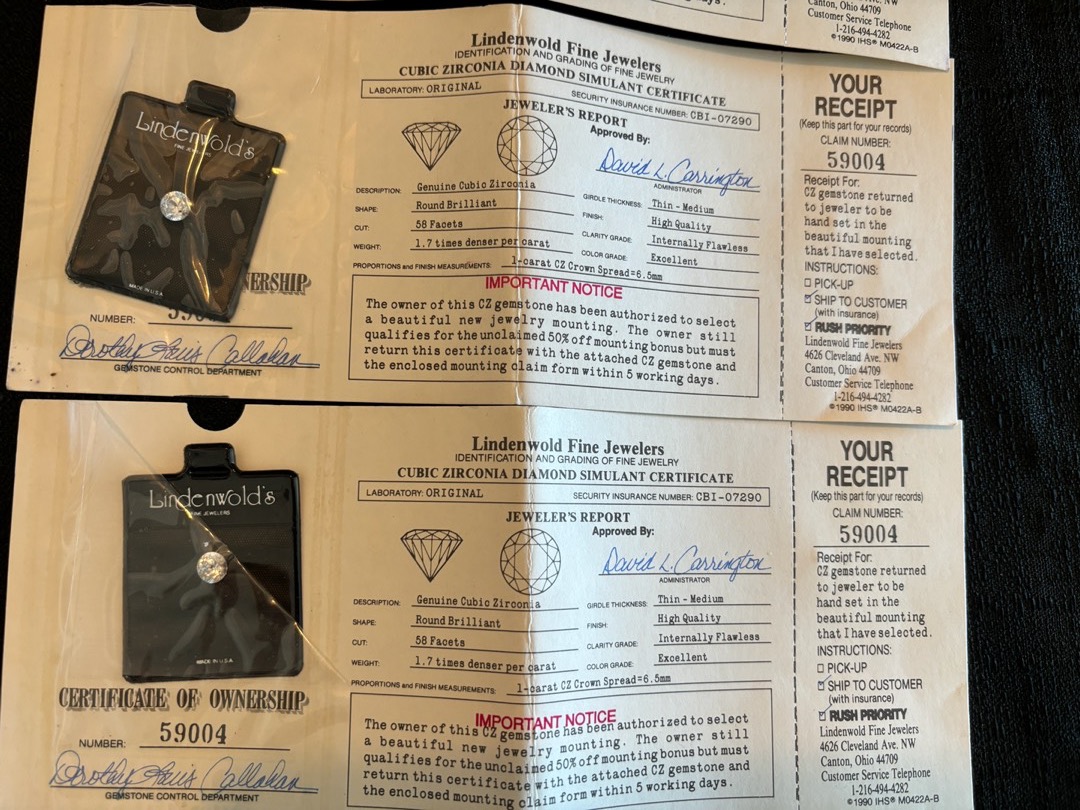 days.
NW
Canton, Ohio 44709
Customer Service Telephone
1-216-494-4282
©1990 IHS® M0422A-B
Lindenwold's
FINE JEWELERS
MADE IN U.S.A
NERSHIP
NUMBER:
Dorothy Callahan
GEMSTONE CONTROL DEPARTMENT
Lindenwold Fine Jewelers
IDENTIFICATION AND GRADING OF FINE JEWELRY
CUBIC ZIRCONIA DIAMOND SIMULANT CERTIFICATE
LABORATORY: ORIGINAL SECURITY INSURANCE NUMBER: CBI-07290
JEWELER'S REPORT
Approved By:
David L. Carrington
ADMINISTRATOR
DESCRIPTION: Genuine Cubic Zirconia GIRDLE THICKNESS: Thin - Medium
SHAPE: Round Brilliant FINISH: High Quality
CUT: 58 Facets CLARITY GRADE: Internally Flawless
WEIGHT: 1.7 times denser per carat COLOR GRADE: Excellent
PROPORTIONS and FINISH MEASUREMENTS: 1-carat CZ Crown Spread=6.5mm
IMPORTANT NOTICE
The owner of this CZ gemstone has been authorized to select
a beautiful new jewelry mounting. The owner still
qualifies for the unclaimed 50% off mounting bonus but must
return this certificate with the attached CZ gemstone and
the enclosed mounting claim form within 5 working days.
YOUR
RECEIPT
(Keep this part for your records)
CLAIM NUMBER:
59004
Receipt For:
CZ gemstone returned
to jeweler to be
hand set in the
beautiful mounting
that I have selected.
INSTRUCTIONS:
PICK-UP
SHIP TO CUSTOMER
(with insurance)
RUSH PRIORITY
Lindenwold Fine Jewelers
4626 Cleveland Ave. NW
Canton, Ohio 44709
Customer Service Telephone
1-216-494-4282
©1990 IHS® M0422A-B
Lindenwold's
FINE JEWELERS
MADE IN U.S.A
CERTIFICATE OF OWNERSHIP
NUMBER: 59004
Dorothy Callahan
GEMSTONE CONTROL DEPARTMENT
Lindenwold Fine Jewelers
IDENTIFICATION AND GRADING OF FINE JEWELRY
CUBIC ZIRCONIA DIAMOND SIMULANT CERTIFICATE
LABORATORY: ORIGINAL SECURITY INSURANCE NUMBER: CBI-07290
JEWELER'S REPORT
Approved By:
David L. Carrington
ADMINISTRATOR
DESCRIPTION: Genuine Cubic Zirconia GIRDLE THICKNESS: Thin - Medium
SHAPE: Round Brilliant FINISH: High Quality
CUT: 58 Facets CLARITY GRADE: Internally Flawless
WEIGHT: 1.7 times denser per carat COLOR GRADE: Excellent
PROPORTIONS and FINISH MEASUREMENTS: 1-carat CZ Crown Spread=6.5mm
IMPORTANT NOTICE
The owner of this CZ gemstone has been authorized to select
a beautiful new jewelry mounting. The owner still
qualifies for the unclaimed 50% off mounting bonus but must
return this certificate with the attached CZ gemstone and
the enclosed mounting claim form within 5 working days.
YOUR
RECEIPT
(Keep this part for your records)
CLAIM NUMBER:
59004
Receipt For:
CZ gemstone returned
to jeweler to be
hand set in the
beautiful mounting
that I have selected.
INSTRUCTIONS:
PICK-UP
SHIP TO CUSTOMER
(with insurance)
RUSH PRIORITY
Lindenwold Fine Jewelers
4626 Cleveland Ave. NW
Canton, Ohio 44709
Customer Service Telephone
1-216-494-4282
©1990 IHS® M0422A-B